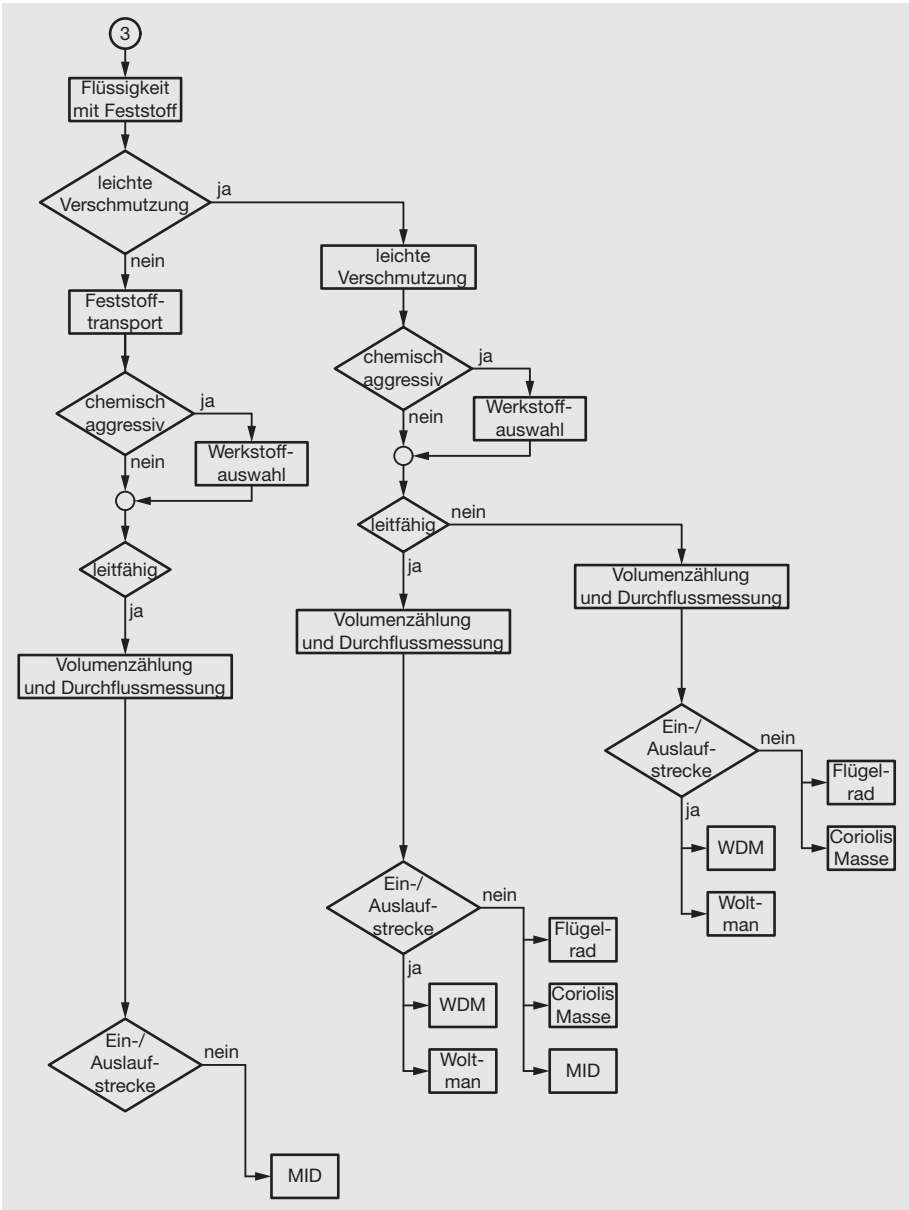 3
Flüssigkeit
mit Feststoff
leichte
Verschmutzung
ja
nein
Feststoff-
transport
chemisch
aggressiv
ja
nein
Werkstoff-
auswahl
leitfähig
ja
Volumenzählung
und Durchflussmessung
Ein-/
Auslauf-
strecke
nein
MID
leichte
Verschmutzung
chemisch
aggressiv
ja
nein
Werkstoff-
auswahl
leitfähig
nein
ja
Volumenzählung
und Durchflussmessung
Ein-/
Auslauf-
strecke
nein
ja
Flügel-
rad
WDM
Coriolis
Masse
Wolt-
man
MID
Volumenzählung
und Durchflussmessung
Ein-/
Auslauf-
strecke
nein
ja
Flügel-
rad
WDM
Coriolis
Masse
Wolt-
man